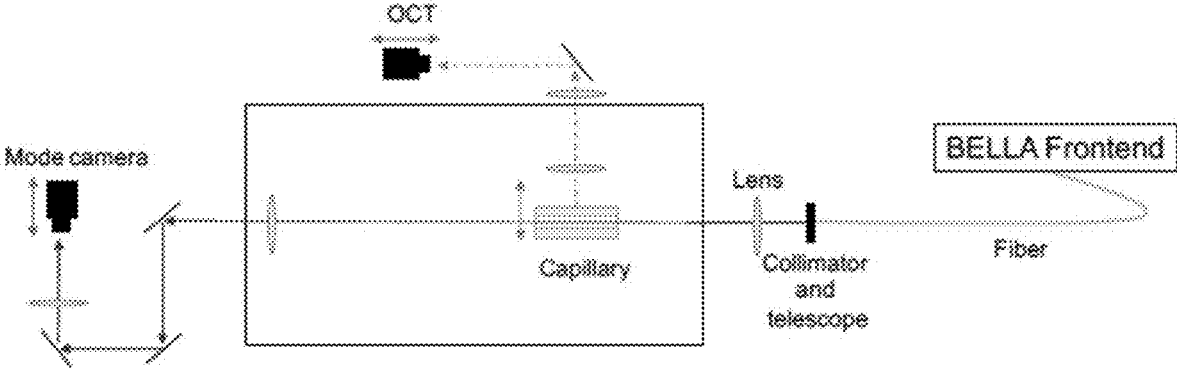 OCT
BELLA Frontend
Mode camera
Lens
Fiber
Capillary
Collimator
and
telescope